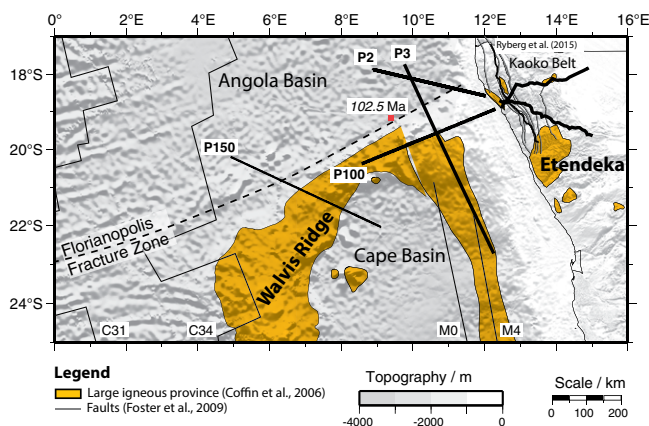 0° 2° 4° 6° 8° 10° 12° 14° 16°E
18°S
20°S
22°S
24°S
Ryberg et al. (2015)
Kaoko Belt
P2
P3
Angola Basin
102.5 Ma
P150
P100
Etendeka
Florianopolis
Fracture Zone
Walvis Ridge
Cape Basin
C31
C34
M0
M4
Legend
Large igneous province (Coffin et al., 2006)
Faults (Foster et al., 2009)
Topography / m
-4000 -2000 0
Scale / km
0 100 200